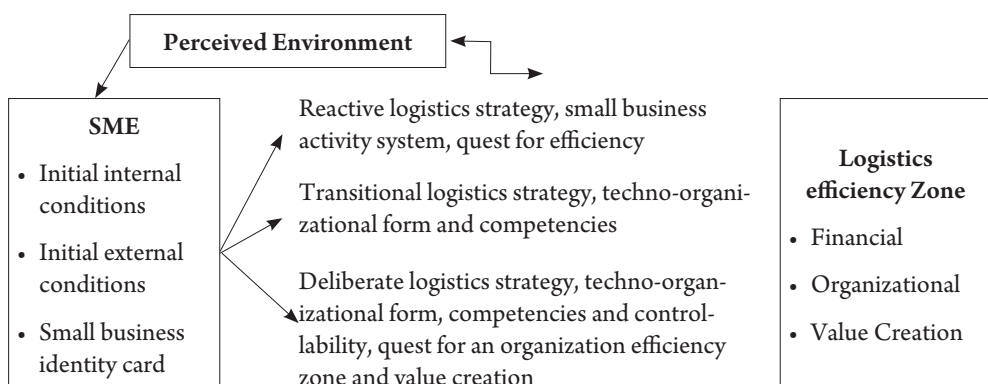 Perceived Environment
SME
• Initial internal
conditions
• Initial external
conditions
• Small business
identity card
Reactive logistics strategy, small business
activity system, quest for efficiency
Transitional logistics strategy, techno-organi-
zational form and competencies
Deliberate logistics strategy, techno-organ-
izational form, competencies and control-
lability, quest for an organization efficiency
zone and value creation
Logistics
efficiency Zone
• Financial
• Organizational
• Value Creation